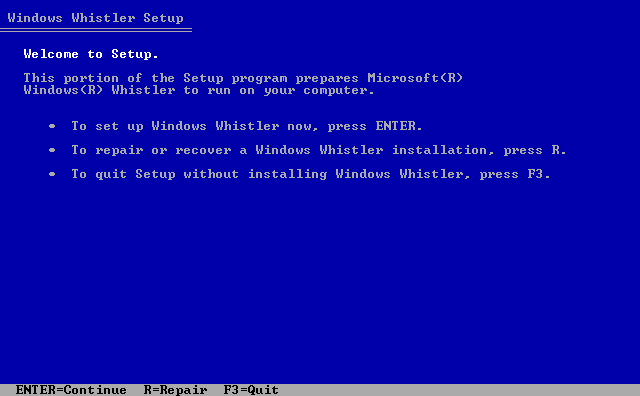 Windows Whistler Setup
Welcome to Setup.
This portion of the Setup program prepares Microsoft(R)
Windows(R) Whistler to run on your computer.
• To set up Windows Whistler now, press ENTER.
• To repair or recover a Windows Whistler installation, press R.
• To quit Setup without installing Windows Whistler, press F3.
ENTER=Continue R=Repair F3=Quit